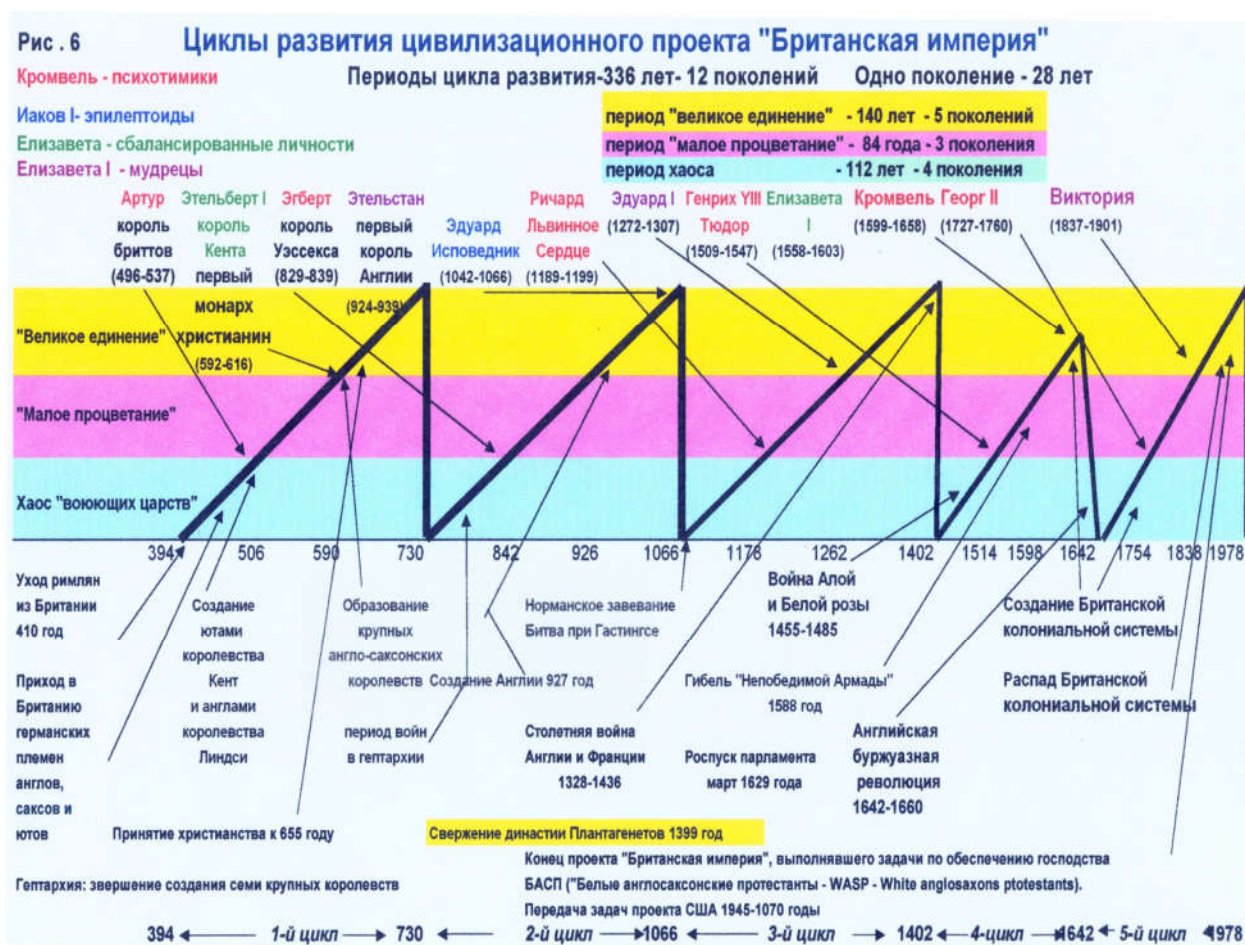 Рис . 6
Циклы развития цивилизационного проекта "Британская империя"
Кромвель - психотимики
Периоды цикла развития-336 лет- 12 поколений
Одно поколение - 28 лет
Иаков I- эпилептоиды
Елизавета - сбалансированные личности
Елизавета I - мудрецы
период "великое единение" - 140 лет - 5 поколений
период "малое процветание" - 84 года - 3 поколения
период хаоса - 112 лет - 4 поколения
Артур
король
бриттов
(496-537)
Этельберт I
король
Кента
первый
монарх
христианин
(592-616)
Эгберт
король
Уэссекса
(829-839)
Этельстан
первый
король
Англии
(924-939)
Эдуард
Исповедник
(1042-1066)
Ричард
Львинное
Сердце
(1189-1199)
Эдуард I
(1272-1307)
Генрих YIII
Тюдор
(1509-1547)
Елизавета
I
(1558-1603)
Кромвель
(1599-1658)
Георг II
(1727-1760)
Виктория
(1837-1901)
"Великое единение"
"Малое процветание"
Хаос "воюющих царств"
394 506 590 730 842 926 1066 1178 1262 1402 1514 1598 1642 1754 1838 1978
Уход римлян
из Британии
410 год
Приход в
Британию
германских
племен
англов,
саксов и
ютов
Создание
ютами
королевства
Кент
и англами
королевства
Линдси
Образование
крупных
англо-саксонских
королевств
период войн
в гептархии
Создание Англии 927 год
Норманское завевание
Битва при Гастингсе
Столетняя война
Англии и Франции
1328-1436
Война Алой
и Белой розы
1455-1485
Гибель "Непобедимой Армады"
1588 год
Роспуск парламента
март 1629 года
Английская
буржуазная
революция
1642-1660
Создание Британской
колониальной системы
Распад Британской
колониальной системы
Принятие христианства к 655 году
Свержение династии Плантагенетов 1399 год
Гептархия: звершение создания семи крупных королевств
Конец проекта "Британская империя", выполнявшего задачи по обеспечению господства
БАСП ("Белые англосаксонские протестанты - WASP - White anglosaxons ptotestants).
Передача задач проекта США 1945-1070 годы
394 1-й цикл 730 2-й цикл 1066 3-й цикл 1402 4-цикл 1642 5-й цикл 1978